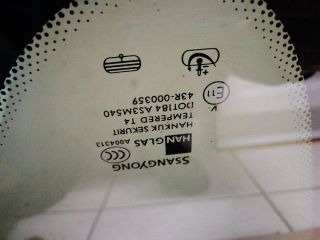 SSANGYONG
HANGLAS A004313
HANKUK SEKURIT
TEMPERED T4
DOT184 AS3M540
43R-000359
E11
V